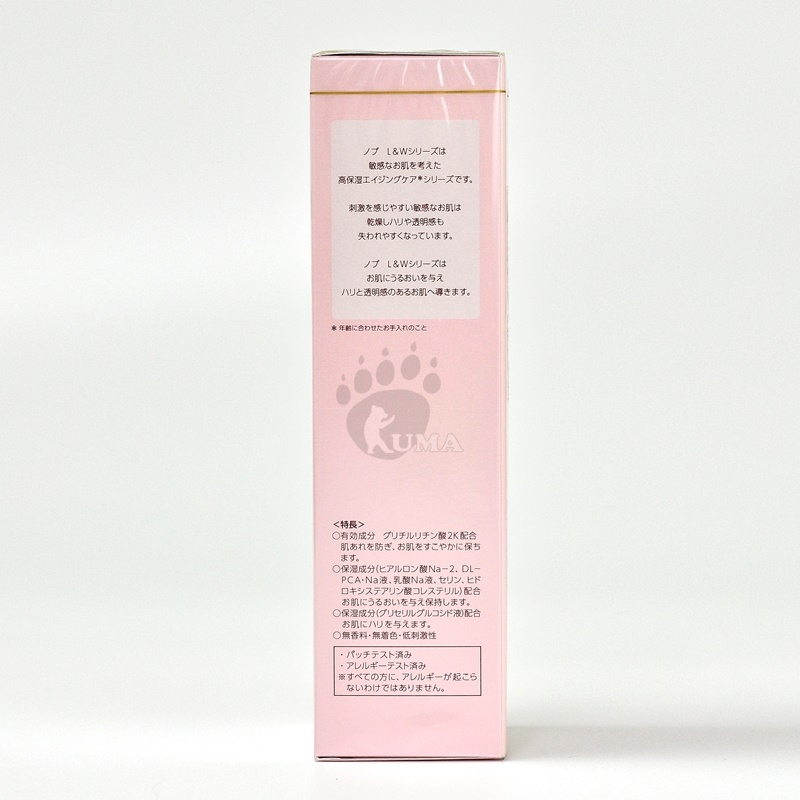 ノブ L&Wシリーズは
敏感なお肌を考えた
高保湿エイジングケア*シリーズです。
刺激を感じやすい敏感なお肌は
乾燥しハリや透明感も
失われやすくなっています。
ノブ L&Wシリーズは
お肌にうるおいを与え
ハリと透明感のあるお肌へ導きます。
* 年齢に合わせたお手入れのこと
KUMA
<特長>
○有効成分 グリチルリチン酸2K配合
肌あれを防ぎ、お肌をすこやかに保ち
ます。
○保湿成分(ヒアルロン酸Na-2、DL-
PCA・Na液、乳酸Na液、セリン、ヒド
ロキシステアリン酸コレステリル)配合
お肌にうるおいを与え保持します。
○保湿成分(グリセリルグルコシド液)配合
お肌にハリを与えます。
○無香料・無着色・低刺激性
・パッチテスト済み
・アレルギーテスト済み
※すべての方に、アレルギーが起こら
ないわけではありません。